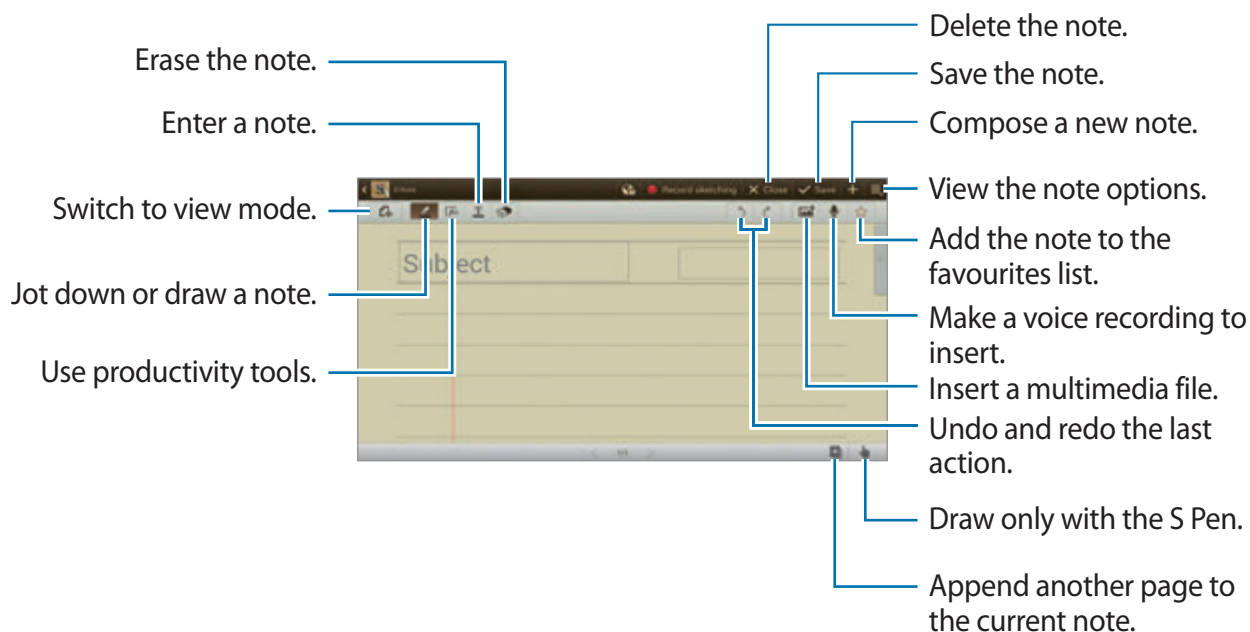 Erase the note.
Enter a note.
Switch to view mode.
Jot down or draw a note.
Use productivity tools.
S Note
Record sketching
Close
Save
Subject
1/1
Delete the note.
Save the note.
Compose a new note.
View the note options.
Add the note to the
favourites list.
Make a voice recording to
insert.
Insert a multimedia file.
Undo and redo the last
action.
Draw only with the S Pen.
Append another page to
the current note.